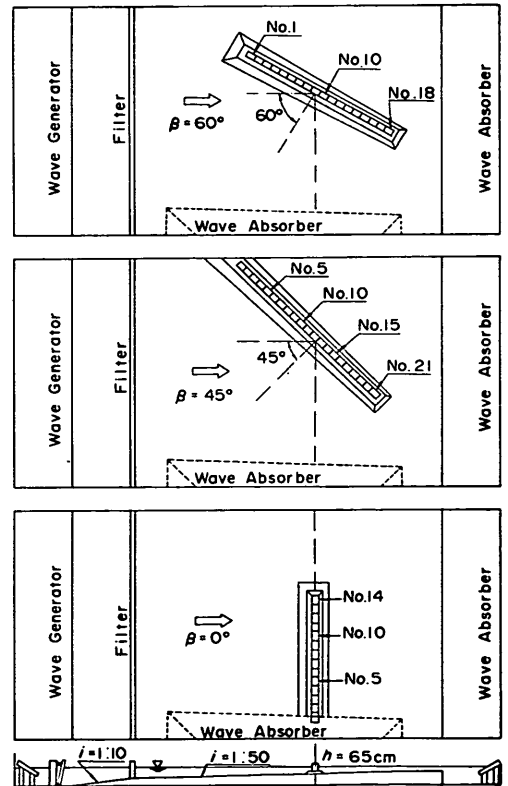 No.1
No.10
No.18
β=60°
60°
Wave Generator
Filter
Wave Absorber
Wave Absorber
No.5
No.10
No.15
No.21
45°
β = 45°
Wave Generator
Filter
Wave Absorber
Wave Absorber
No.14
No.10
No.5
β=0°
Wave Generator
Filter
Wave Absorber
Wave Absorber
i=1:10
i=1:50
h=65cm